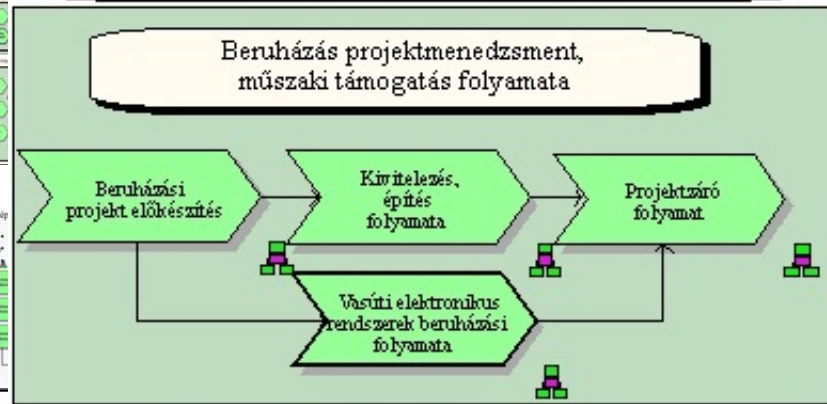 Beruházás projektmenedzsment,
műszaki támogatás folyamata
Beruházási
projekt előkészítés
Kivitelezés,
építés
folyamata
Projektzáró
folyamat
Vasúti elektronikus
rendszerek beruházási
folyamata